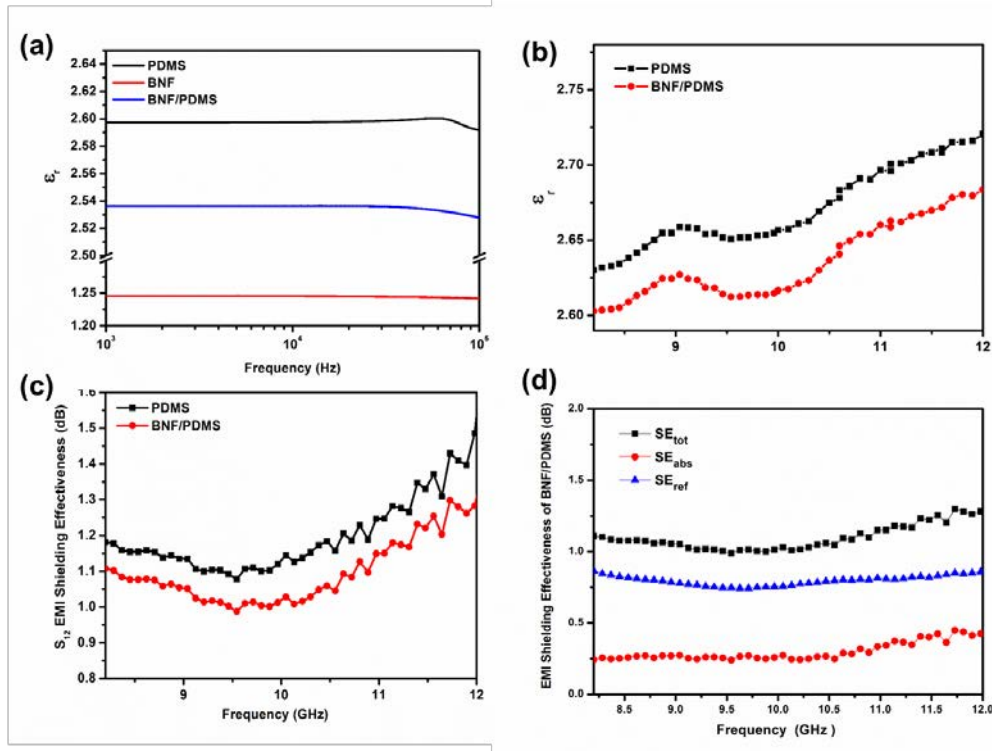 (a)
2.64
2.62
2.60
2.58
2.56
2.54
2.52
2.50
1.25
1.20
εr
PDMS
BNF
BNF/PDMS
10³
10⁴
10⁵
Frequency (Hz)
(b)
2.75
2.70
2.65
2.60
εr
PDMS
BNF/PDMS
9
10
11
12
(c)
1.6
1.5
1.4
1.3
1.2
1.1
1.0
0.9
0.8
S12 EMI Shielding Effectiveness (dB)
PDMS
BNF/PDMS
9
10
11
12
Frequency (GHz)
(d)
2.0
1.5
1.0
0.5
0.0
EMI Shielding Effectiveness of BNF/PDMS (dB)
SEtot
SEabs
SEref
8.5
9.0
9.5
10.0
10.5
11.0
11.5
12.0
Frequency (GHz )